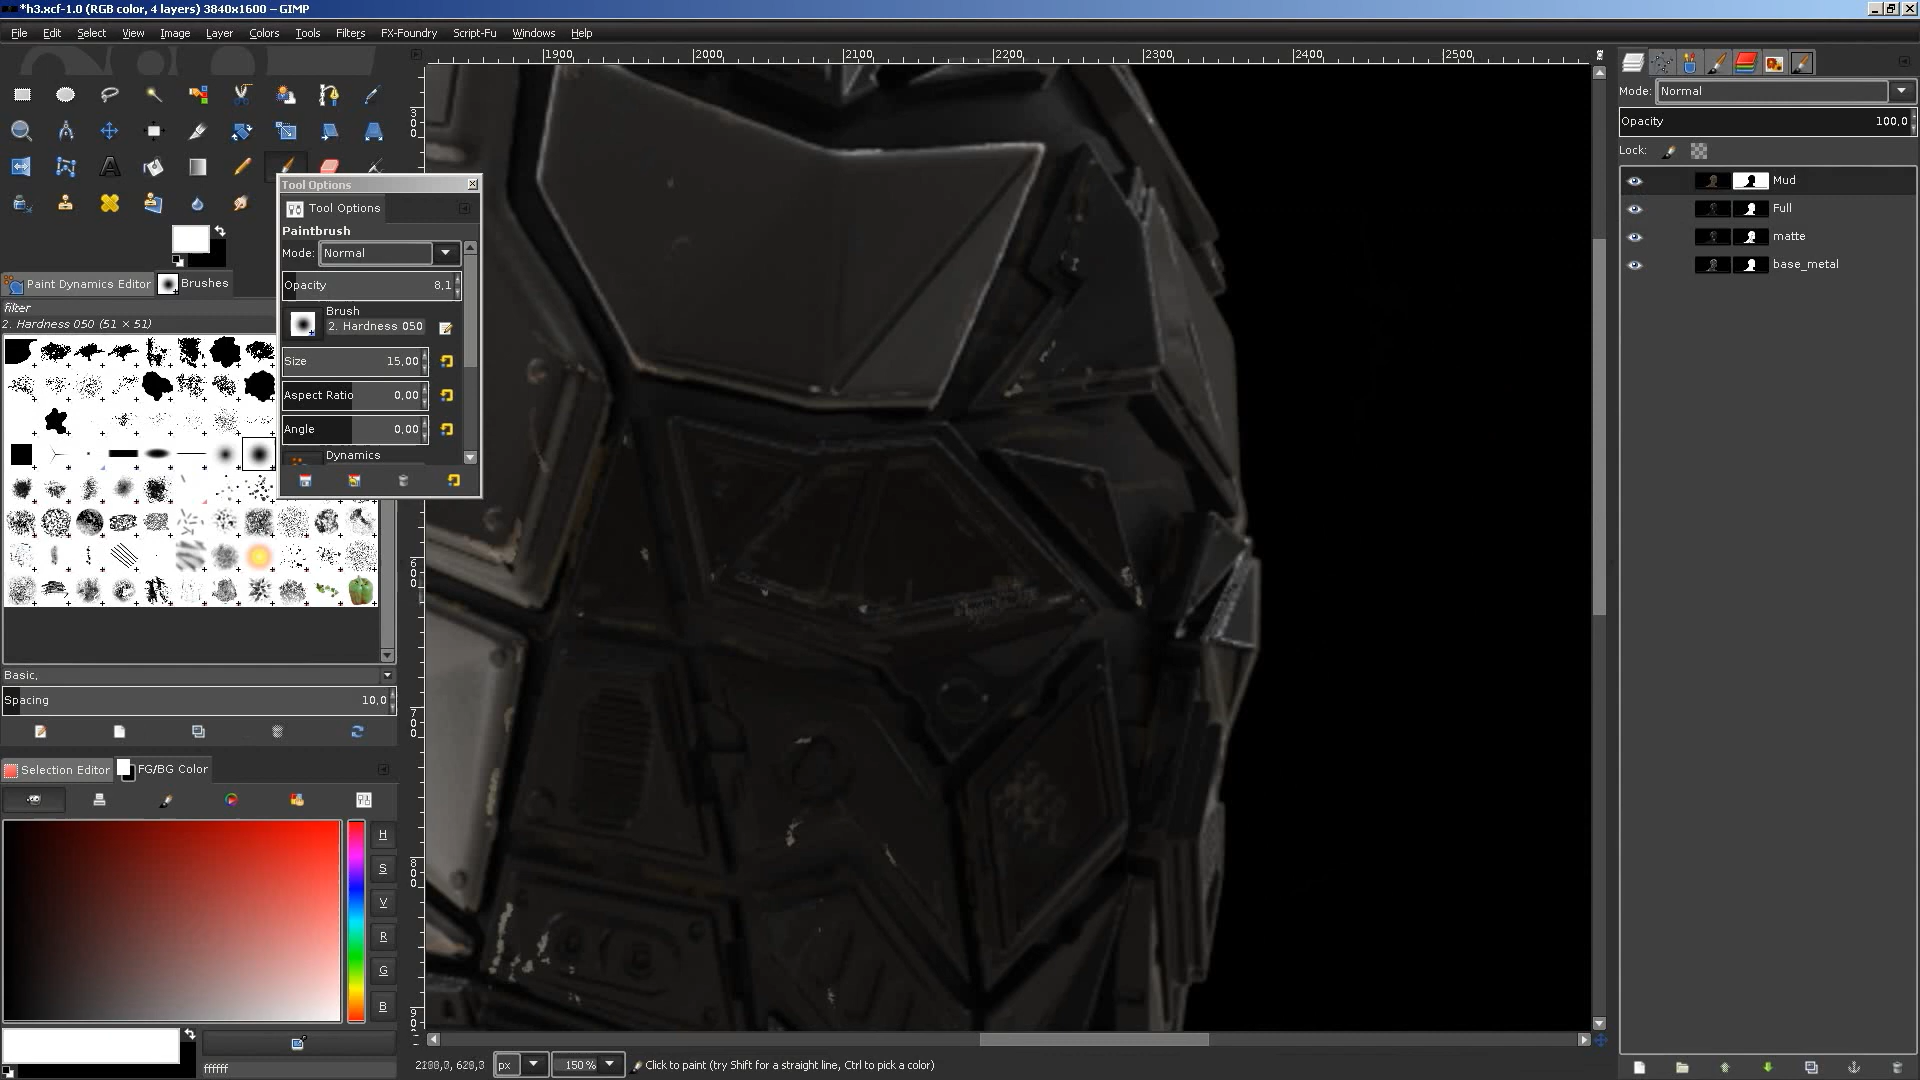 *h3.xcf-1.0 (RGB color, 4 layers) 3840x1600 – GIMP
File Edit Select View Image Layer Colors Tools Filters FX-Foundry Script-Fu Windows Help
1900 2000 2100 2200 2300 2400 2500
300
600
700
800
900
Tool Options
Tool Options
Paintbrush
Mode: Normal
Opacity 8,1
Brush
2. Hardness 050
Size 15,00
Aspect Ratio 0,00
Angle 0,00
Dynamics
Paint Dynamics Editor Brushes
filter
2. Hardness 050 (51 × 51)
Basic,
Spacing 10,0
Selection Editor FG/BG Color
H
S
V
R
G
B
ffffff
px 150 % Click to paint (try Shift for a straight line, Ctrl to pick a color)
Mode: Normal
Opacity 100,0
Lock:
Mud
Full
matte
base_metal